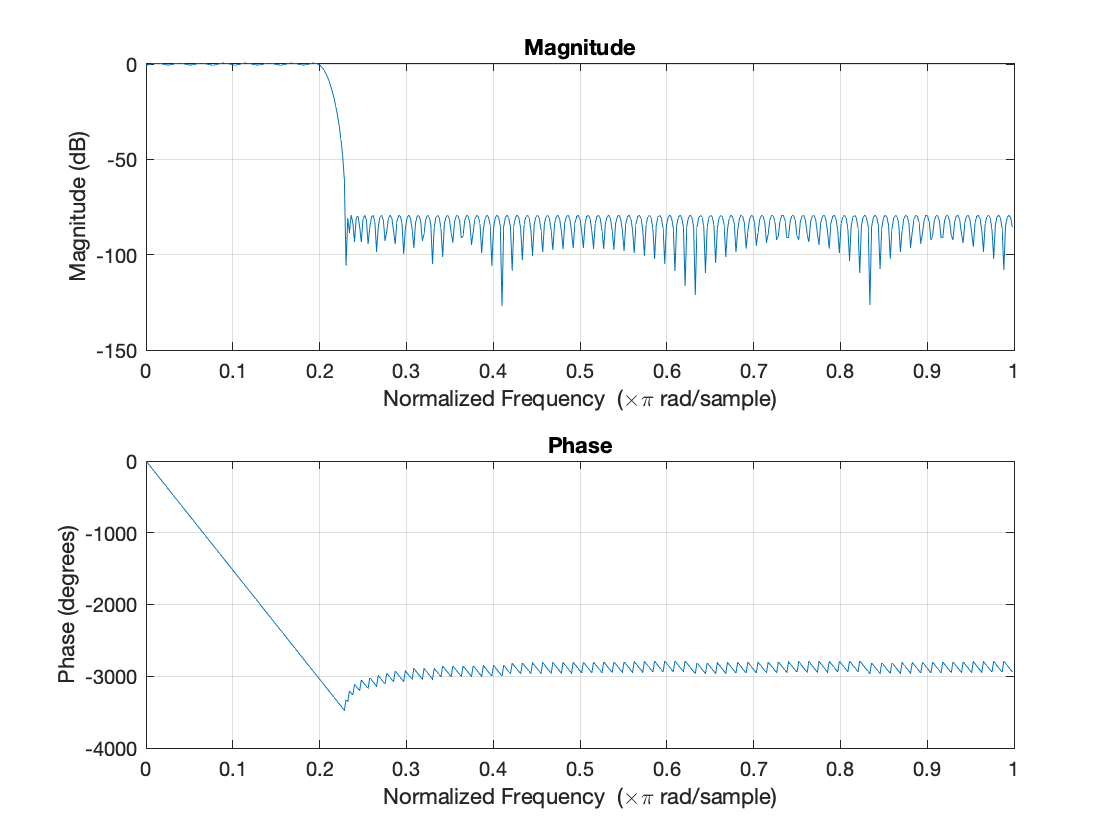 Magnitude
0
-50
-100
-150
Magnitude (dB)
0 0.1 0.2 0.3 0.4 0.5 0.6 0.7 0.8 0.9 1
Normalized Frequency (×π rad/sample)
Phase
0
-1000
-2000
-3000
-4000
Phase (degrees)
0 0.1 0.2 0.3 0.4 0.5 0.6 0.7 0.8 0.9 1
Normalized Frequency (×π rad/sample)